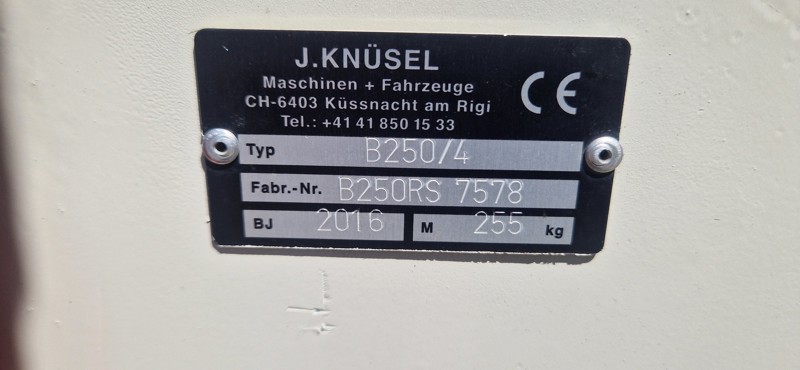 J.KNÜSEL
Maschinen + Fahrzeuge
CH-6403 Küssnacht am Rigi
Tel.: +41 41 850 15 33
CE
Typ B250/4
Fabr.-Nr. B250RS 7578
BJ 2016 M 255 kg